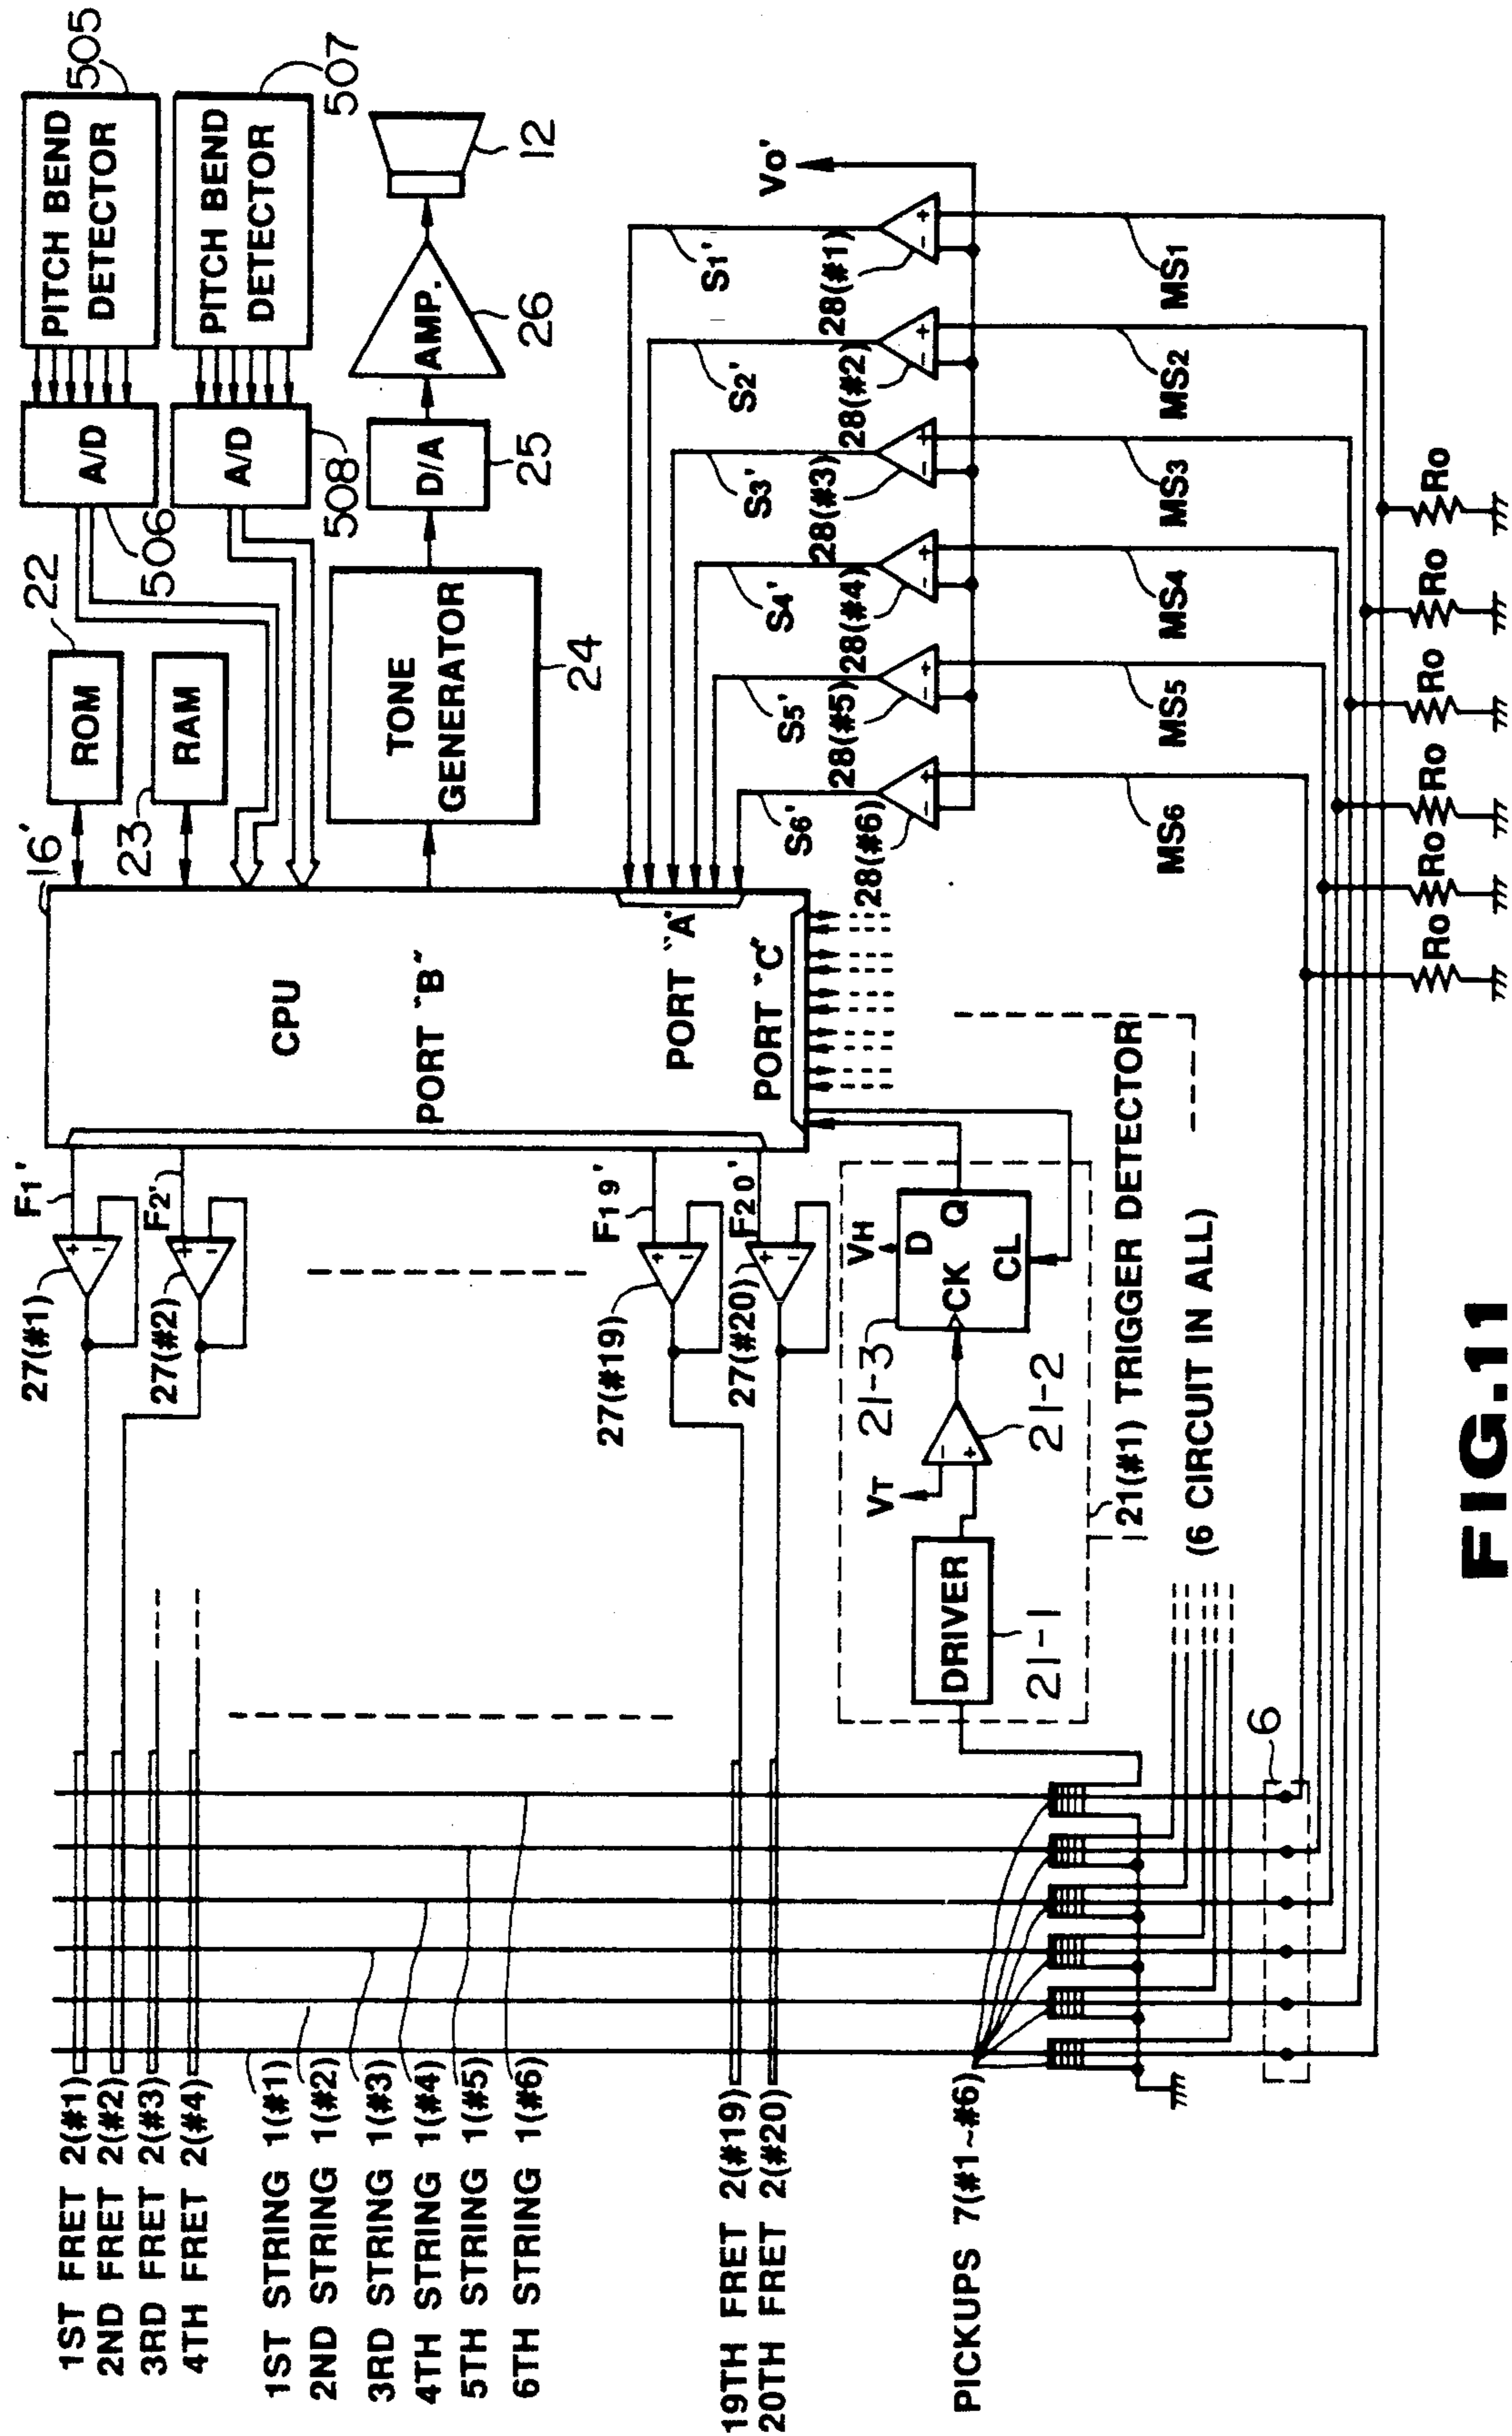 1ST FRET 2(#1)
2ND FRET 2(#2)
3RD FRET 2(#3)
4TH FRET 2(#4)
1ST STRING 1(#1)
2ND STRING 1(#2)
3RD STRING 1(#3)
4TH STRING 1(#4)
5TH STRING 1(#5)
6TH STRING 1(#6)
19TH FRET 2(#19)
20TH FRET 2(#20)
PICKUPS 7(#1~#6)
6
27(#1)
F1'
27(#2)
F2'
27(#19)
F19'
27(#20)
F20'
+
-
+
-
+
-
+
-
DRIVER
21-1
VT
-
+
21-2
21-3
VH
D
CK
Q
CL
21(#1) TRIGGER DETECTOR
(6 CIRCUIT IN ALL)
16'
CPU
PORT "B"
PORT "A"
PORT "C"
ROM
22
RAM
23
A/D
506
PITCH BEND
DETECTOR
505
A/D
508
PITCH BEND
DETECTOR
507
TONE
GENERATOR
24
D/A
25
AMP.
26
12
S6'
S5'
S4'
S3'
S2'
S1'
28(#6)
28(#5)
28(#4)
28(#3)
28(#2)
28(#1)
- +
- +
- +
- +
- +
- +
Vo'
MS6
MS5
MS4
MS3
MS2
MS1
Ro
Ro
Ro
Ro
Ro
Ro
FIG.11